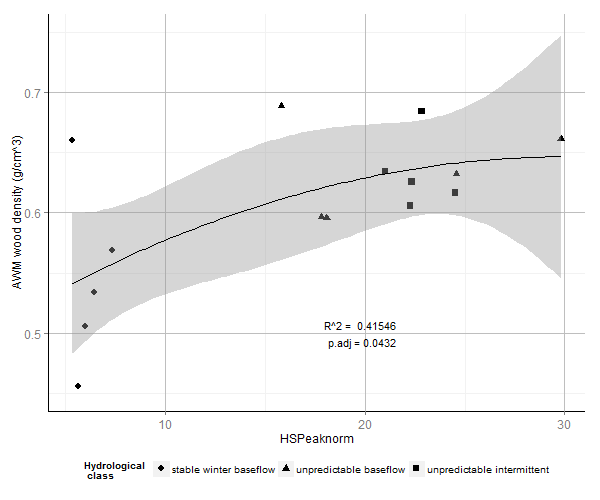 AWM wood density (g/cm^3)
0.7
0.6
0.5
R^2 = 0.41546
p.adj = 0.0432
10
20
30
HSPeaknorm
Hydrological
class
stable winter baseflow
unpredictable baseflow
unpredictable intermittent